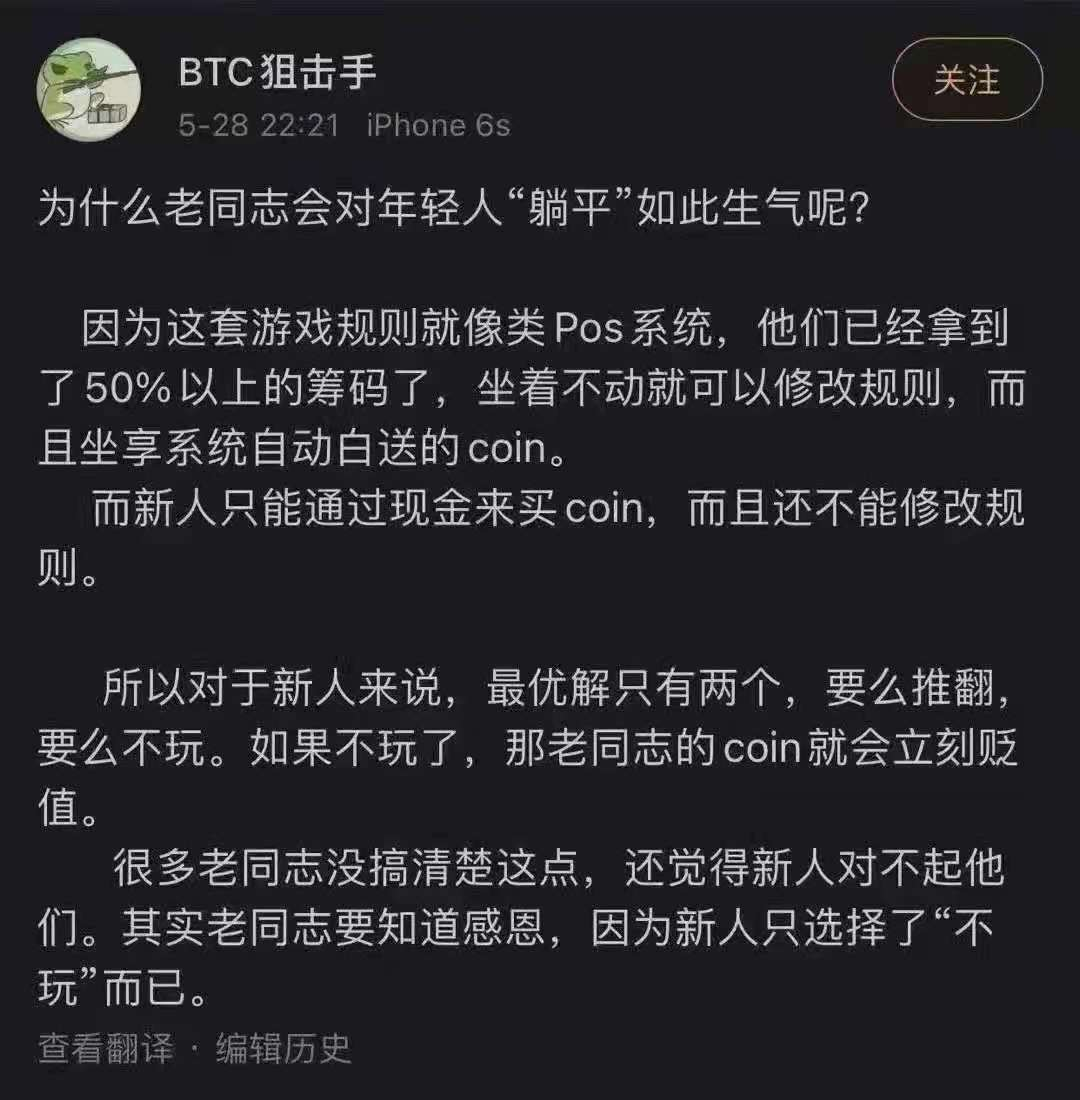 BTC狙击手
关注
5-28 22:21 iPhone 6s
为什么老同志会对年轻人“躺平”如此生气呢？
因为这套游戏规则就像类Pos系统，他们已经拿到
了50%以上的筹码了，坐着不动就可以修改规则，而
且坐享系统自动白送的coin。
而新人只能通过现金来买coin，而且还不能修改规
则。
所以对于新人来说，最优解只有两个，要么推翻，
要么不玩。如果不玩了，那老同志的coin就会立刻贬
值。
很多老同志没搞清楚这点，还觉得新人对不起他
们。其实老同志要知道感恩，因为新人只选择了“不
玩”而已。
查看翻译 · 编辑历史